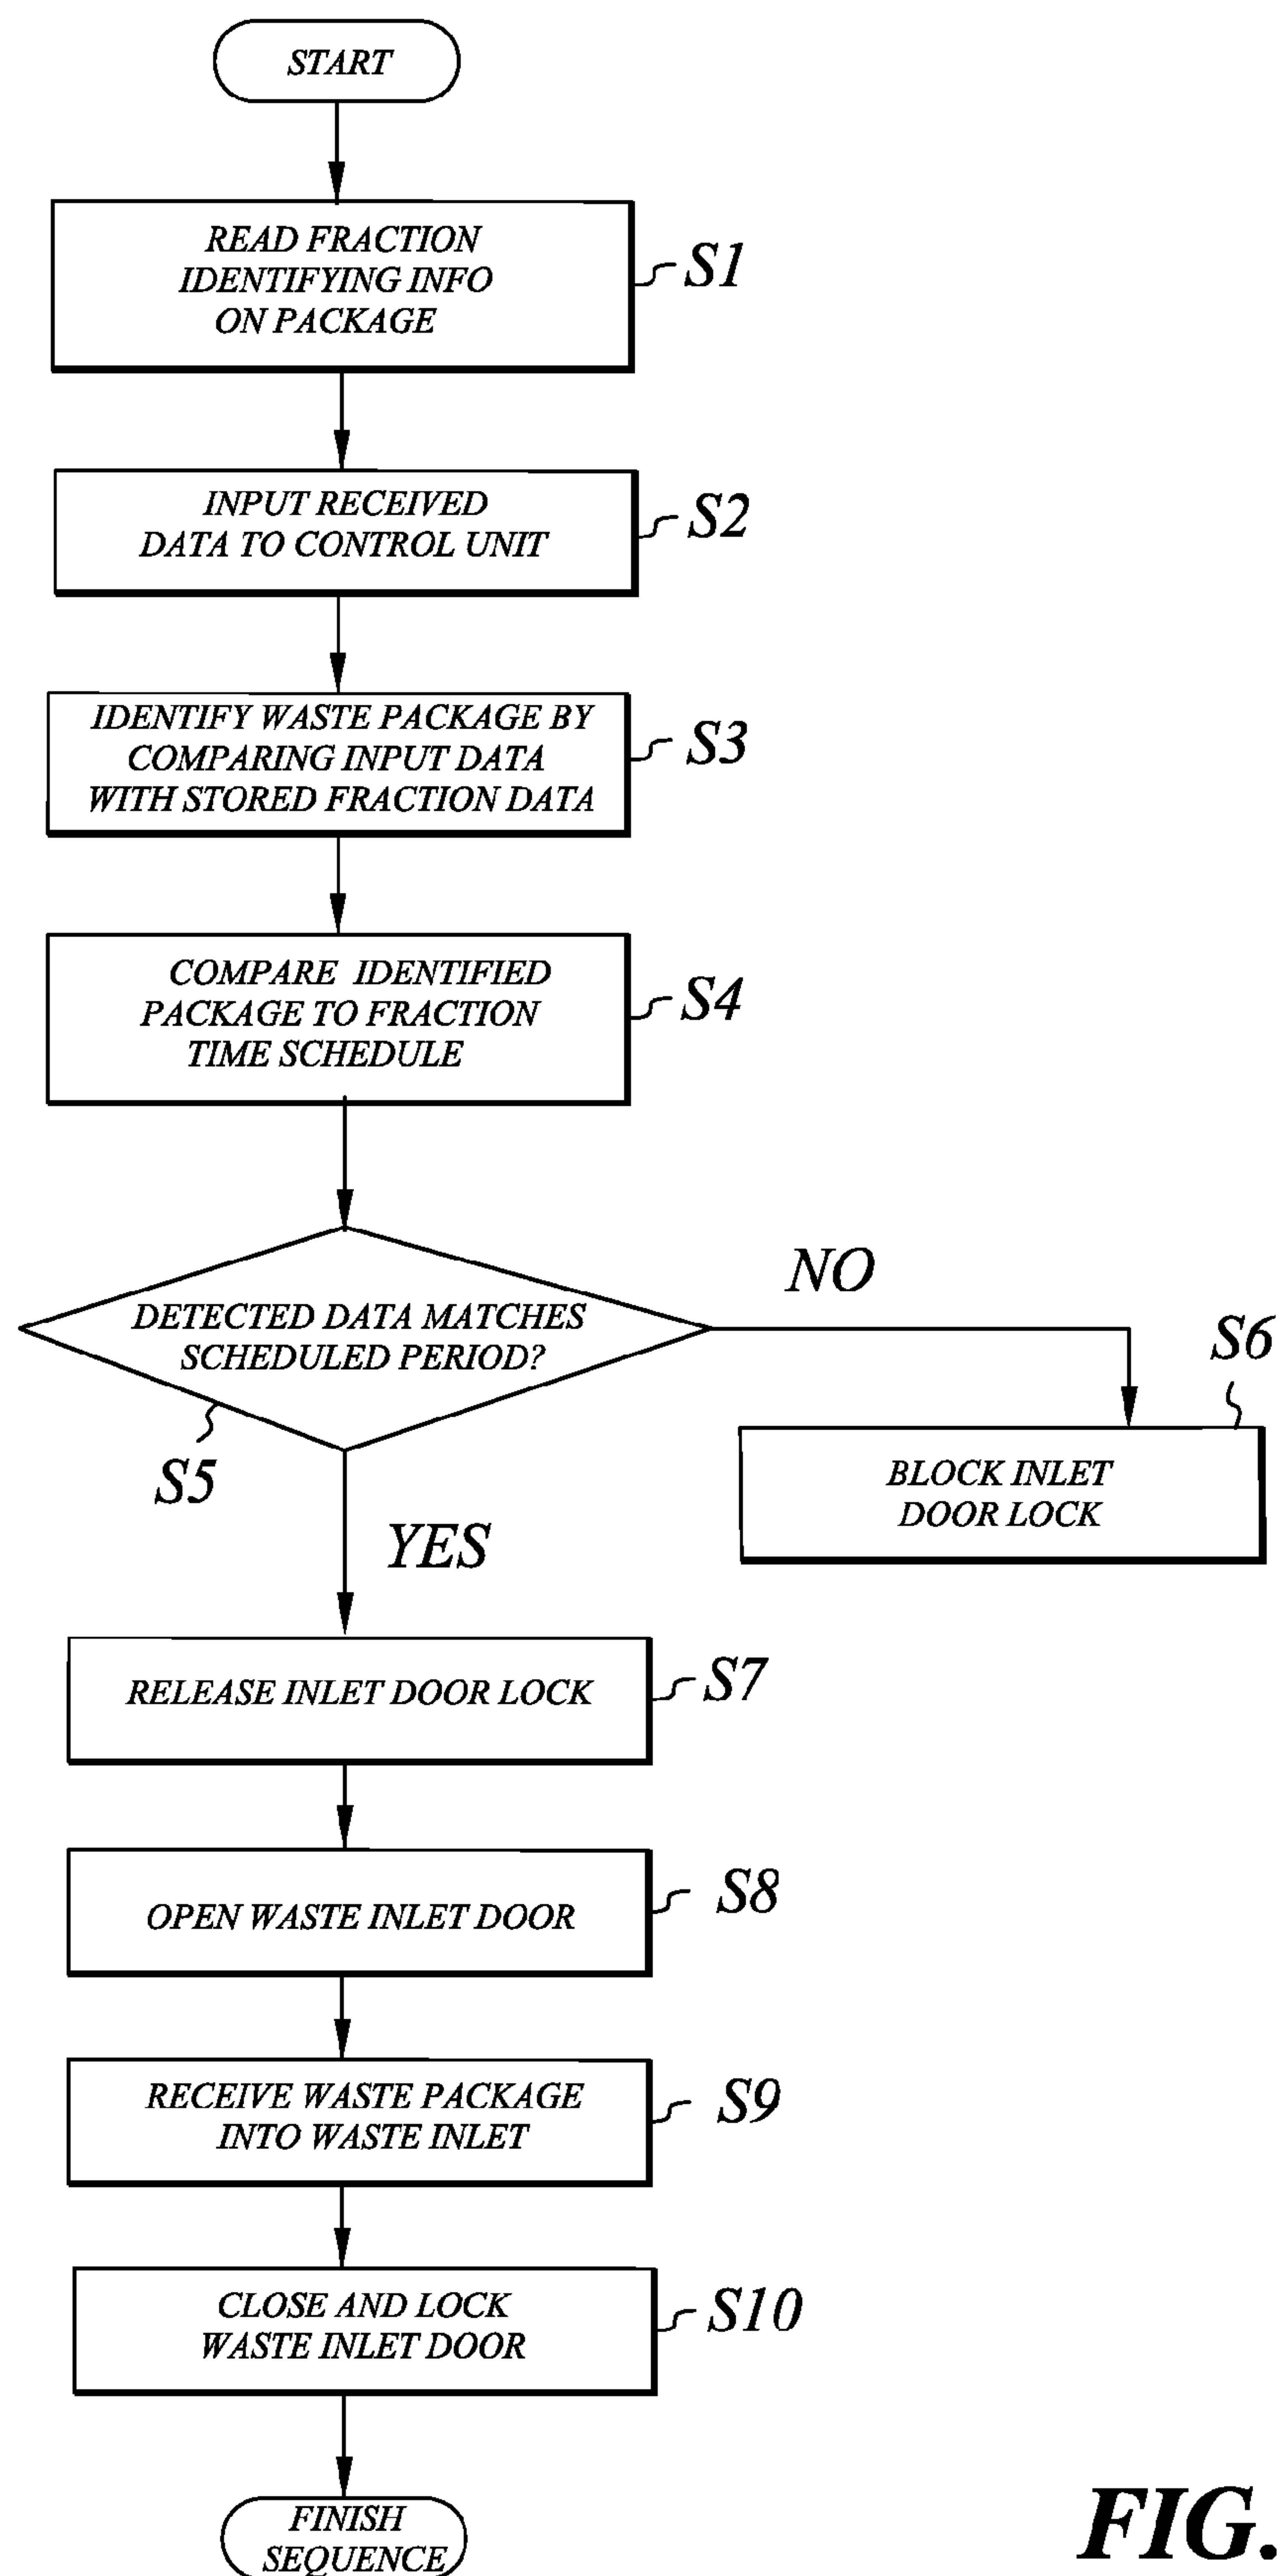 START
READ FRACTION
IDENTIFYING INFO
ON PACKAGE
S1
INPUT RECEIVED
DATA TO CONTROL UNIT
S2
IDENTIFY WASTE PACKAGE BY
COMPARING INPUT DATA
WITH STORED FRACTION DATA
S3
COMPARE IDENTIFIED
PACKAGE TO FRACTION
TIME SCHEDULE
S4
DETECTED DATA MATCHES
SCHEDULED PERIOD?
S5
NO
S6
BLOCK INLET
DOOR LOCK
YES
RELEASE INLET DOOR LOCK
S7
OPEN WASTE INLET DOOR
S8
RECEIVE WASTE PACKAGE
INTO WASTE INLET
S9
CLOSE AND LOCK
WASTE INLET DOOR
S10
FINISH
SEQUENCE
FIG.